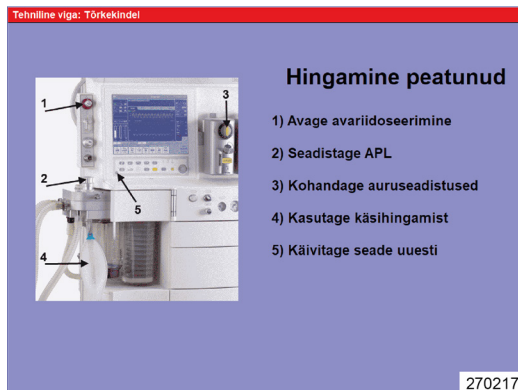 Tehniline viga: Tõrkekindel
Hingamine peatunud
1) Avage avariidoseerimine
2) Seadistage APL
3) Kohandage auruseadistused
4) Kasutage käsihingamist
5) Käivitage seade uuesti
1
2
3
4
5
270217